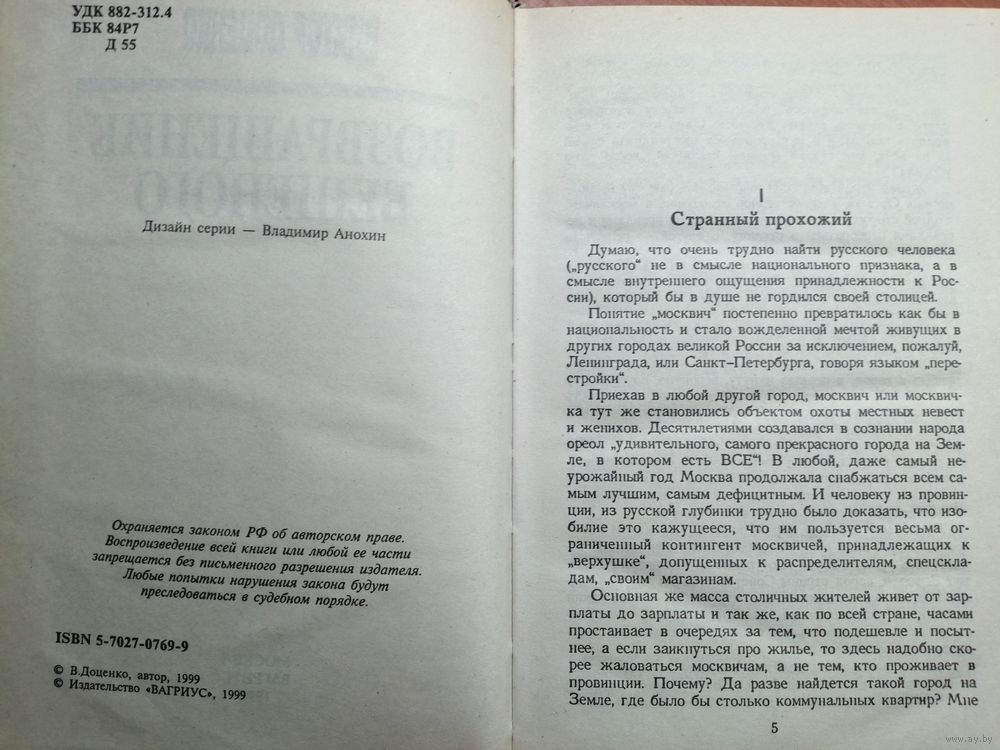 УДК 882-312.4
ББК 84Р7
Д 55
Дизайн серии — Владимир Анохин
Охраняется законом РФ об авторском праве.
Воспроизведение всей книги или любой ее части
запрещается без письменного разрешения издателя.
Любые попытки нарушения закона будут
преследоваться в судебном порядке.
ISBN 5-7027-0769-9
© В.Доценко, автор, 1999
© Издательство «ВАГРИУС», 1999
I
Странный прохожий
Думаю, что очень трудно найти русского человека
(„русского“ не в смысле национального признака, а в
смысле внутреннего ощущения принадлежности к Рос-
сии), который бы в душе не гордился своей столицей.
Понятие „москвич“ постепенно превратилось как бы в
национальность и стало вожделенной мечтой живущих в
других городах великой России за исключением, пожалуй,
Ленинграда, или Санкт-Петербурга, говоря языком „пере-
стройки“.
Приехав в любой другой город, москвич или москвич-
ка тут же становились объектом охоты местных невест
и женихов. Десятилетиями создавался в сознании народа
ореол „удивительного, самого прекрасного города на Зем-
ле, в котором есть ВСЕ“! В любой, даже самый не-
урожайный год Москва продолжала снабжаться всем са-
мым лучшим, самым дефицитным. И человеку из провин-
ции, из русской глубинки трудно было доказать, что изо-
билие это кажущееся, что им пользуется весьма ог-
раниченный контингент москвичей, принадлежащих к
„верхушке“, допущенных к распределителям, спецскла-
дам, „своим“ магазинам.
Основная же масса столичных жителей живет от зар-
платы до зарплаты и так же, как по всей стране, часами
простаивает в очередях за тем, что подешевле и посыт-
нее, а если заикнуться про жилье, то здесь надобно ско-
рее жаловаться москвичам, а не тем, кто проживает в
провинции. Почему? Да разве найдется такой город на
Земле, где было бы столько коммунальных квартир? Мне
5
www.ay.by